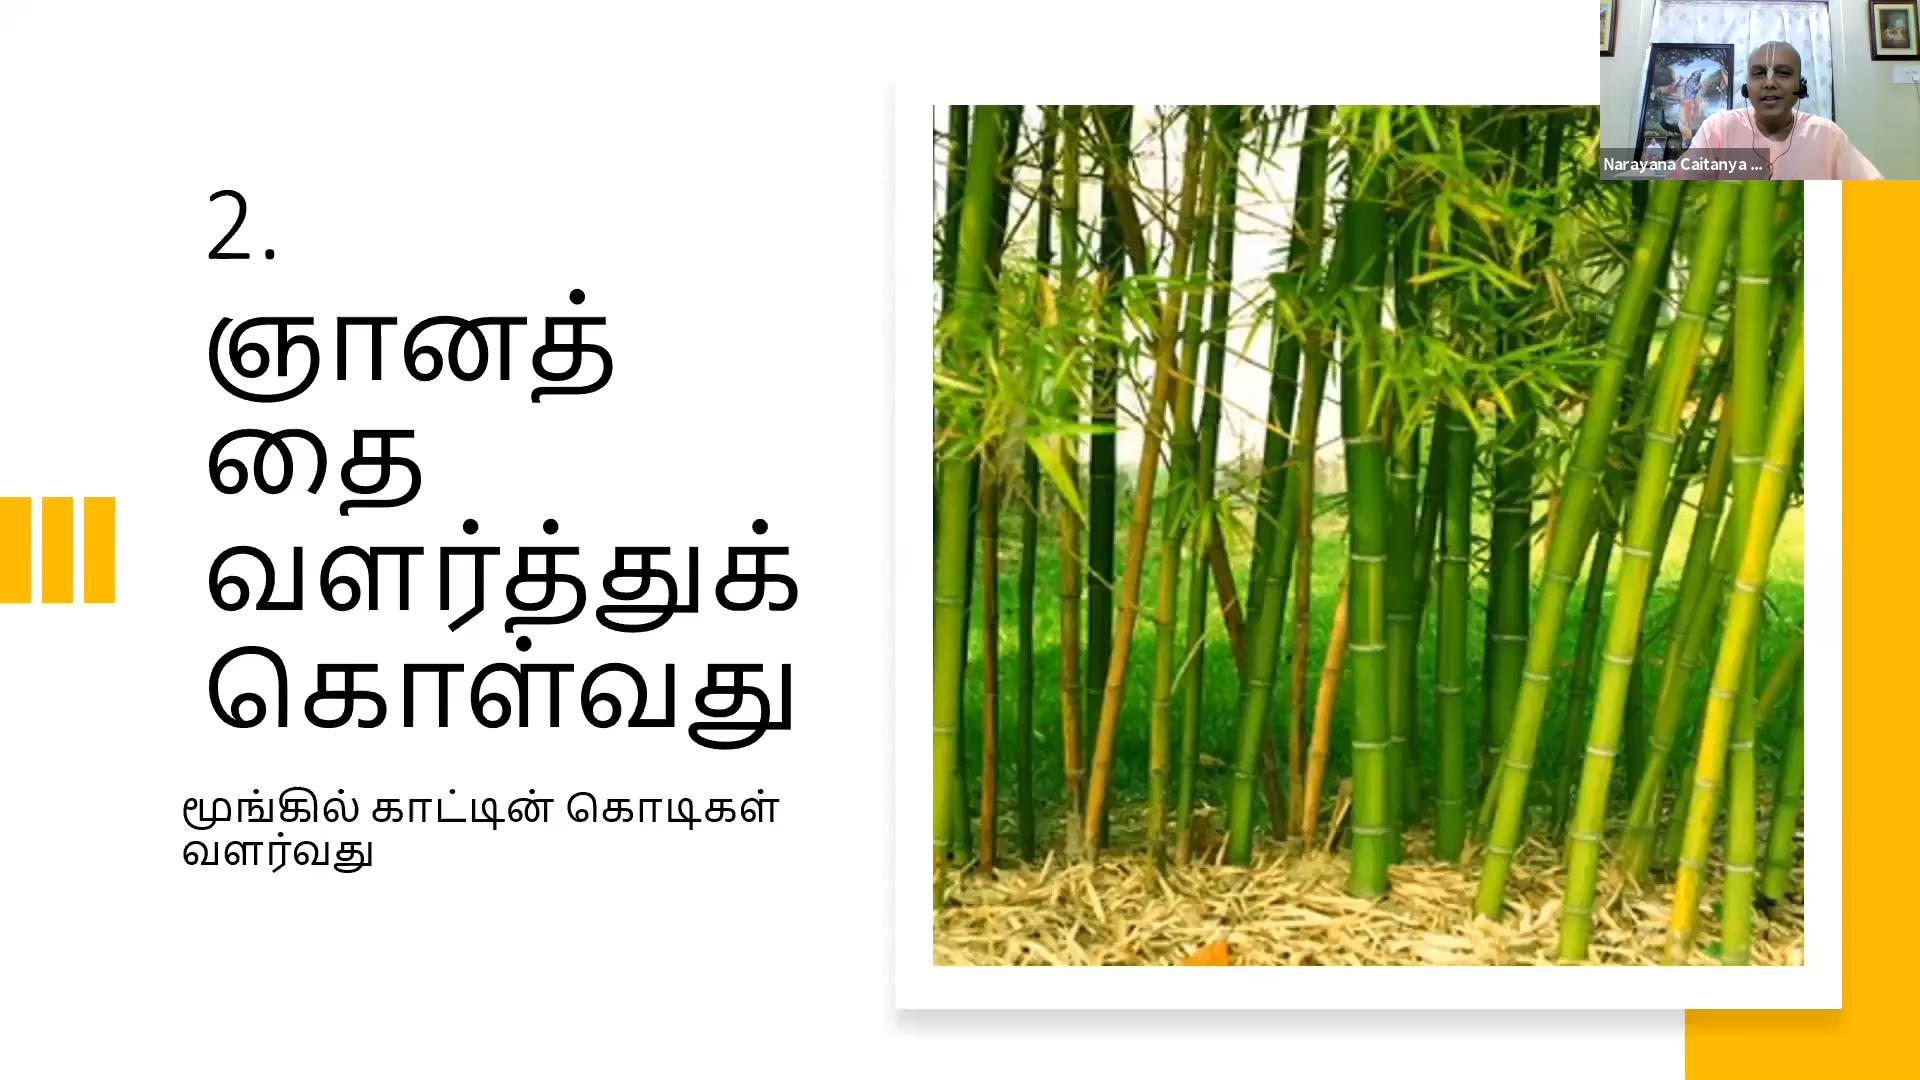 Narayana Caitanya ...
2.
ஞானத்
தை
வளர்த்துக்
கொள்வது
மூங்கில் காட்டின் கொடிகள்
வளர்வது